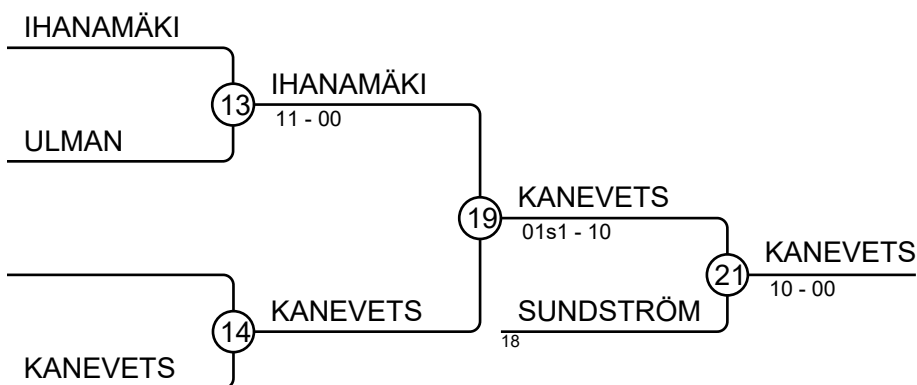 IHANAMÄKI
13
IHANAMÄKI
11 - 00
ULMAN
19
KANEVETS
01s1 - 10
21
KANEVETS
10 - 00
14
KANEVETS
SUNDSTRÖM
18
KANEVETS